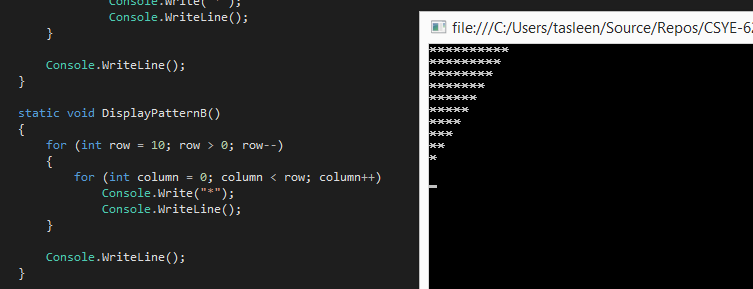 Console.Write("*");
Console.WriteLine();
}
Console.WriteLine();
}
static void DisplayPatternB()
{
for (int row = 10; row > 0; row--)
{
for (int column = 0; column < row; column++)
Console.Write("*");
Console.WriteLine();
}
Console.WriteLine();
}
file:///C:/Users/tasleen/Source/Repos/CSYE-62
**********
*********
********
*******
******
*****
****
***
**
*